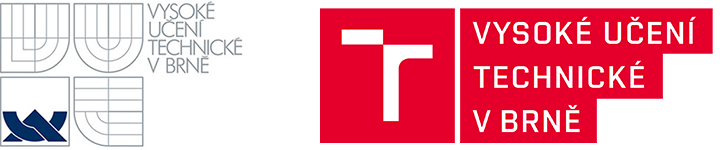 VYSOKÉ
UČENÍ
TECHNICKÉ
V BRNĚ
VYSOKÉ UČENÍ
TECHNICKÉ
V BRNĚ